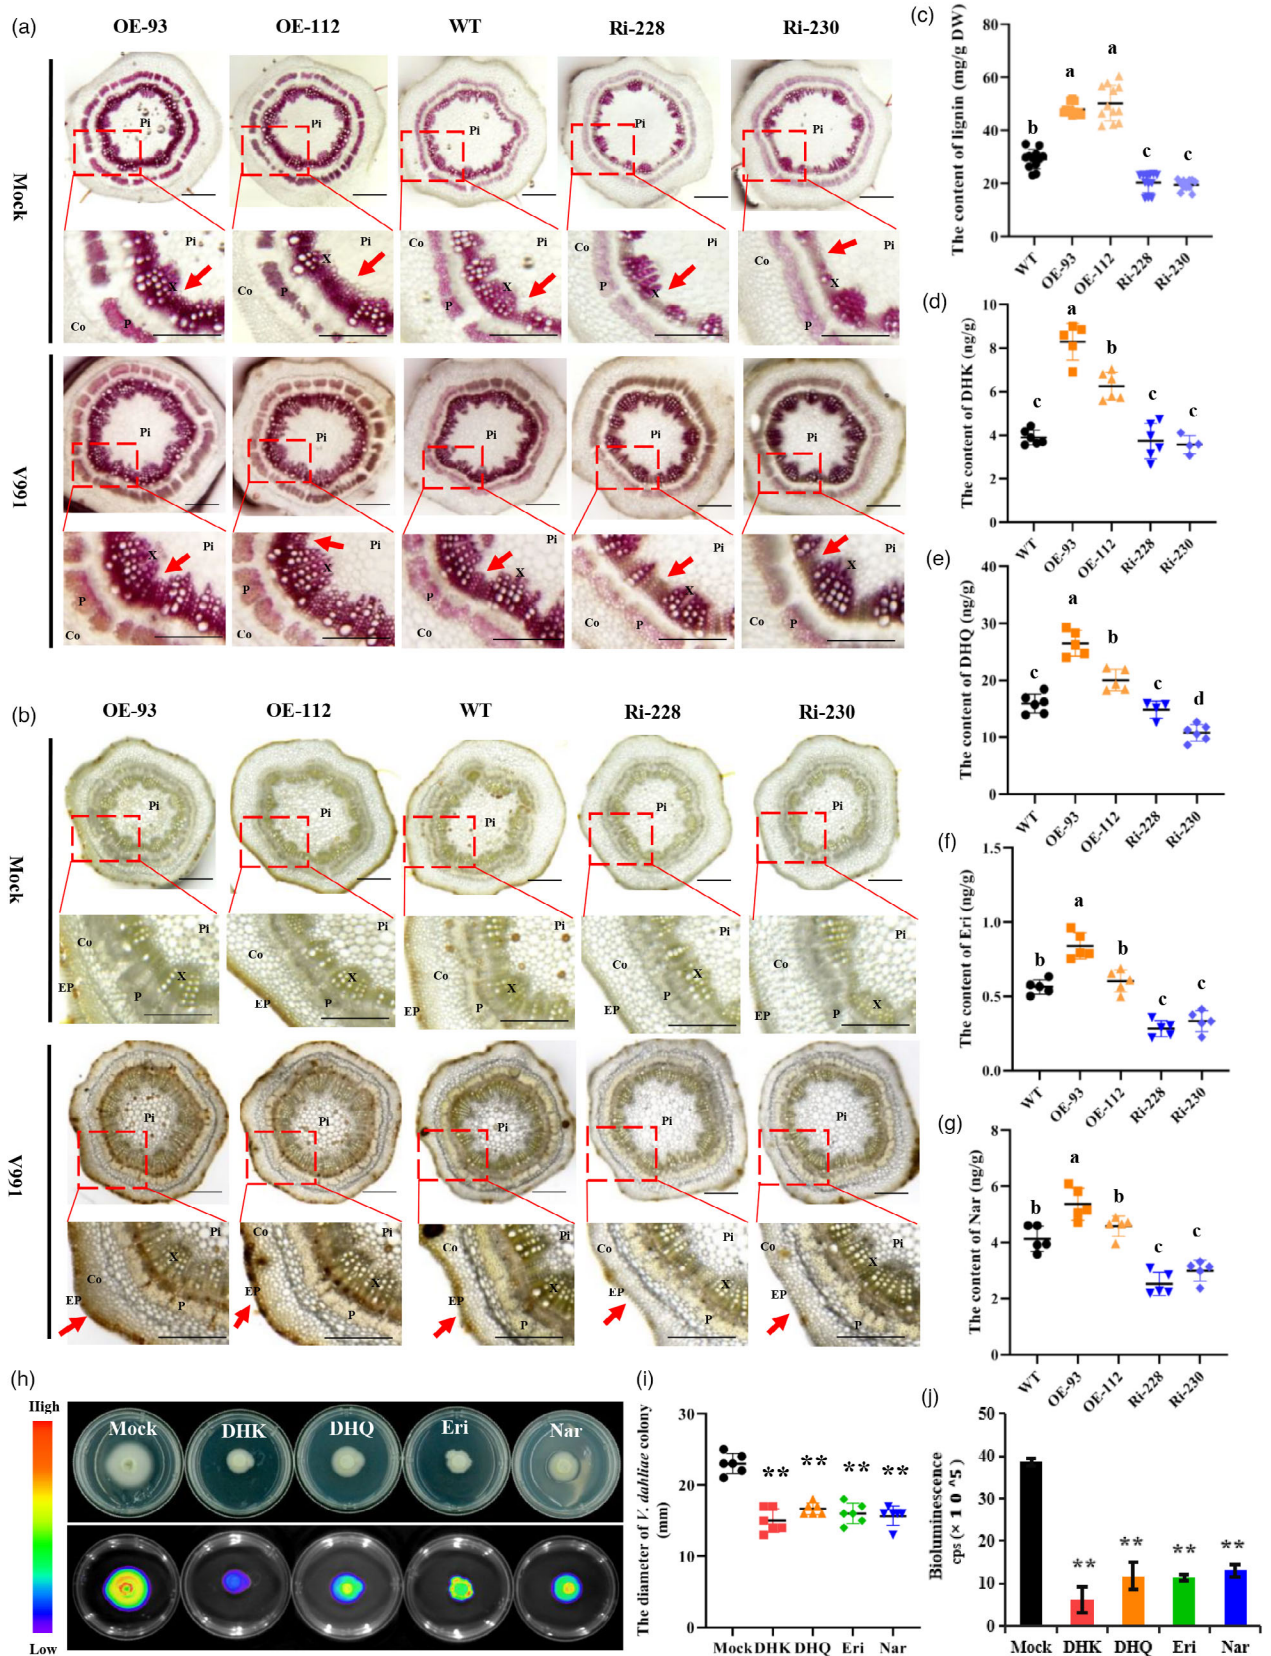 (a)
OE-93 OE-112 WT Ri-228 Ri-230
Mock
Pi Pi Pi Pi Pi
Pi Pi Pi Pi Pi
Co Co Co Co Co
X X X X X
P P P P P
V991
Pi Pi Pi Pi Pi
Pi Pi Pi Pi Pi
X X X X X
P P P P P
Co Co Co Co Co
(b)
OE-93 OE-112 WT Ri-228 Ri-230
Mock
Pi Pi Pi Pi Pi
Pi Pi Pi Pi Pi
Co Co Co Co Co
X X X X X
EP EP EP EP EP
P P P P P
V991
Pi Pi Pi Pi Pi
Pi Pi Pi Pi Pi
Co Co Co Co Co
X X X X X
EP EP EP EP EP
P P P P P
(c)
The content of lignin (mg/g DW)
80
60
40
20
0
b a a c c
WT OE-93 OE-112 Ri-228 Ri-230
(d)
The content of DHK (ng/g)
10
8
6
4
2
0
c a b c c
WT OE-93 OE-112 Ri-228 Ri-230
(e)
The content of DHQ (ng/g)
40
30
20
10
0
c a b c d
WT OE-93 OE-112 Ri-228 Ri-230
(f)
The content of Eri (ng/g)
1.5
1.0
0.5
0.0
b a b c c
WT OE-93 OE-112 Ri-228 Ri-230
(g)
The content of Nar (ng/g)
8
6
4
2
0
b a b c c
WT OE-93 OE-112 Ri-228 Ri-230
(h)
High
Low
Mock DHK DHQ Eri Nar
(i)
The diameter of V. dahliae colony
(mm)
30
20
10
0
** ** ** **
Mock DHK DHQ Eri Nar
(j)
Bioluminescence
cps (× 10 ^5)
50
40
30
20
10
0
** ** ** **
Mock DHK DHQ Eri Nar